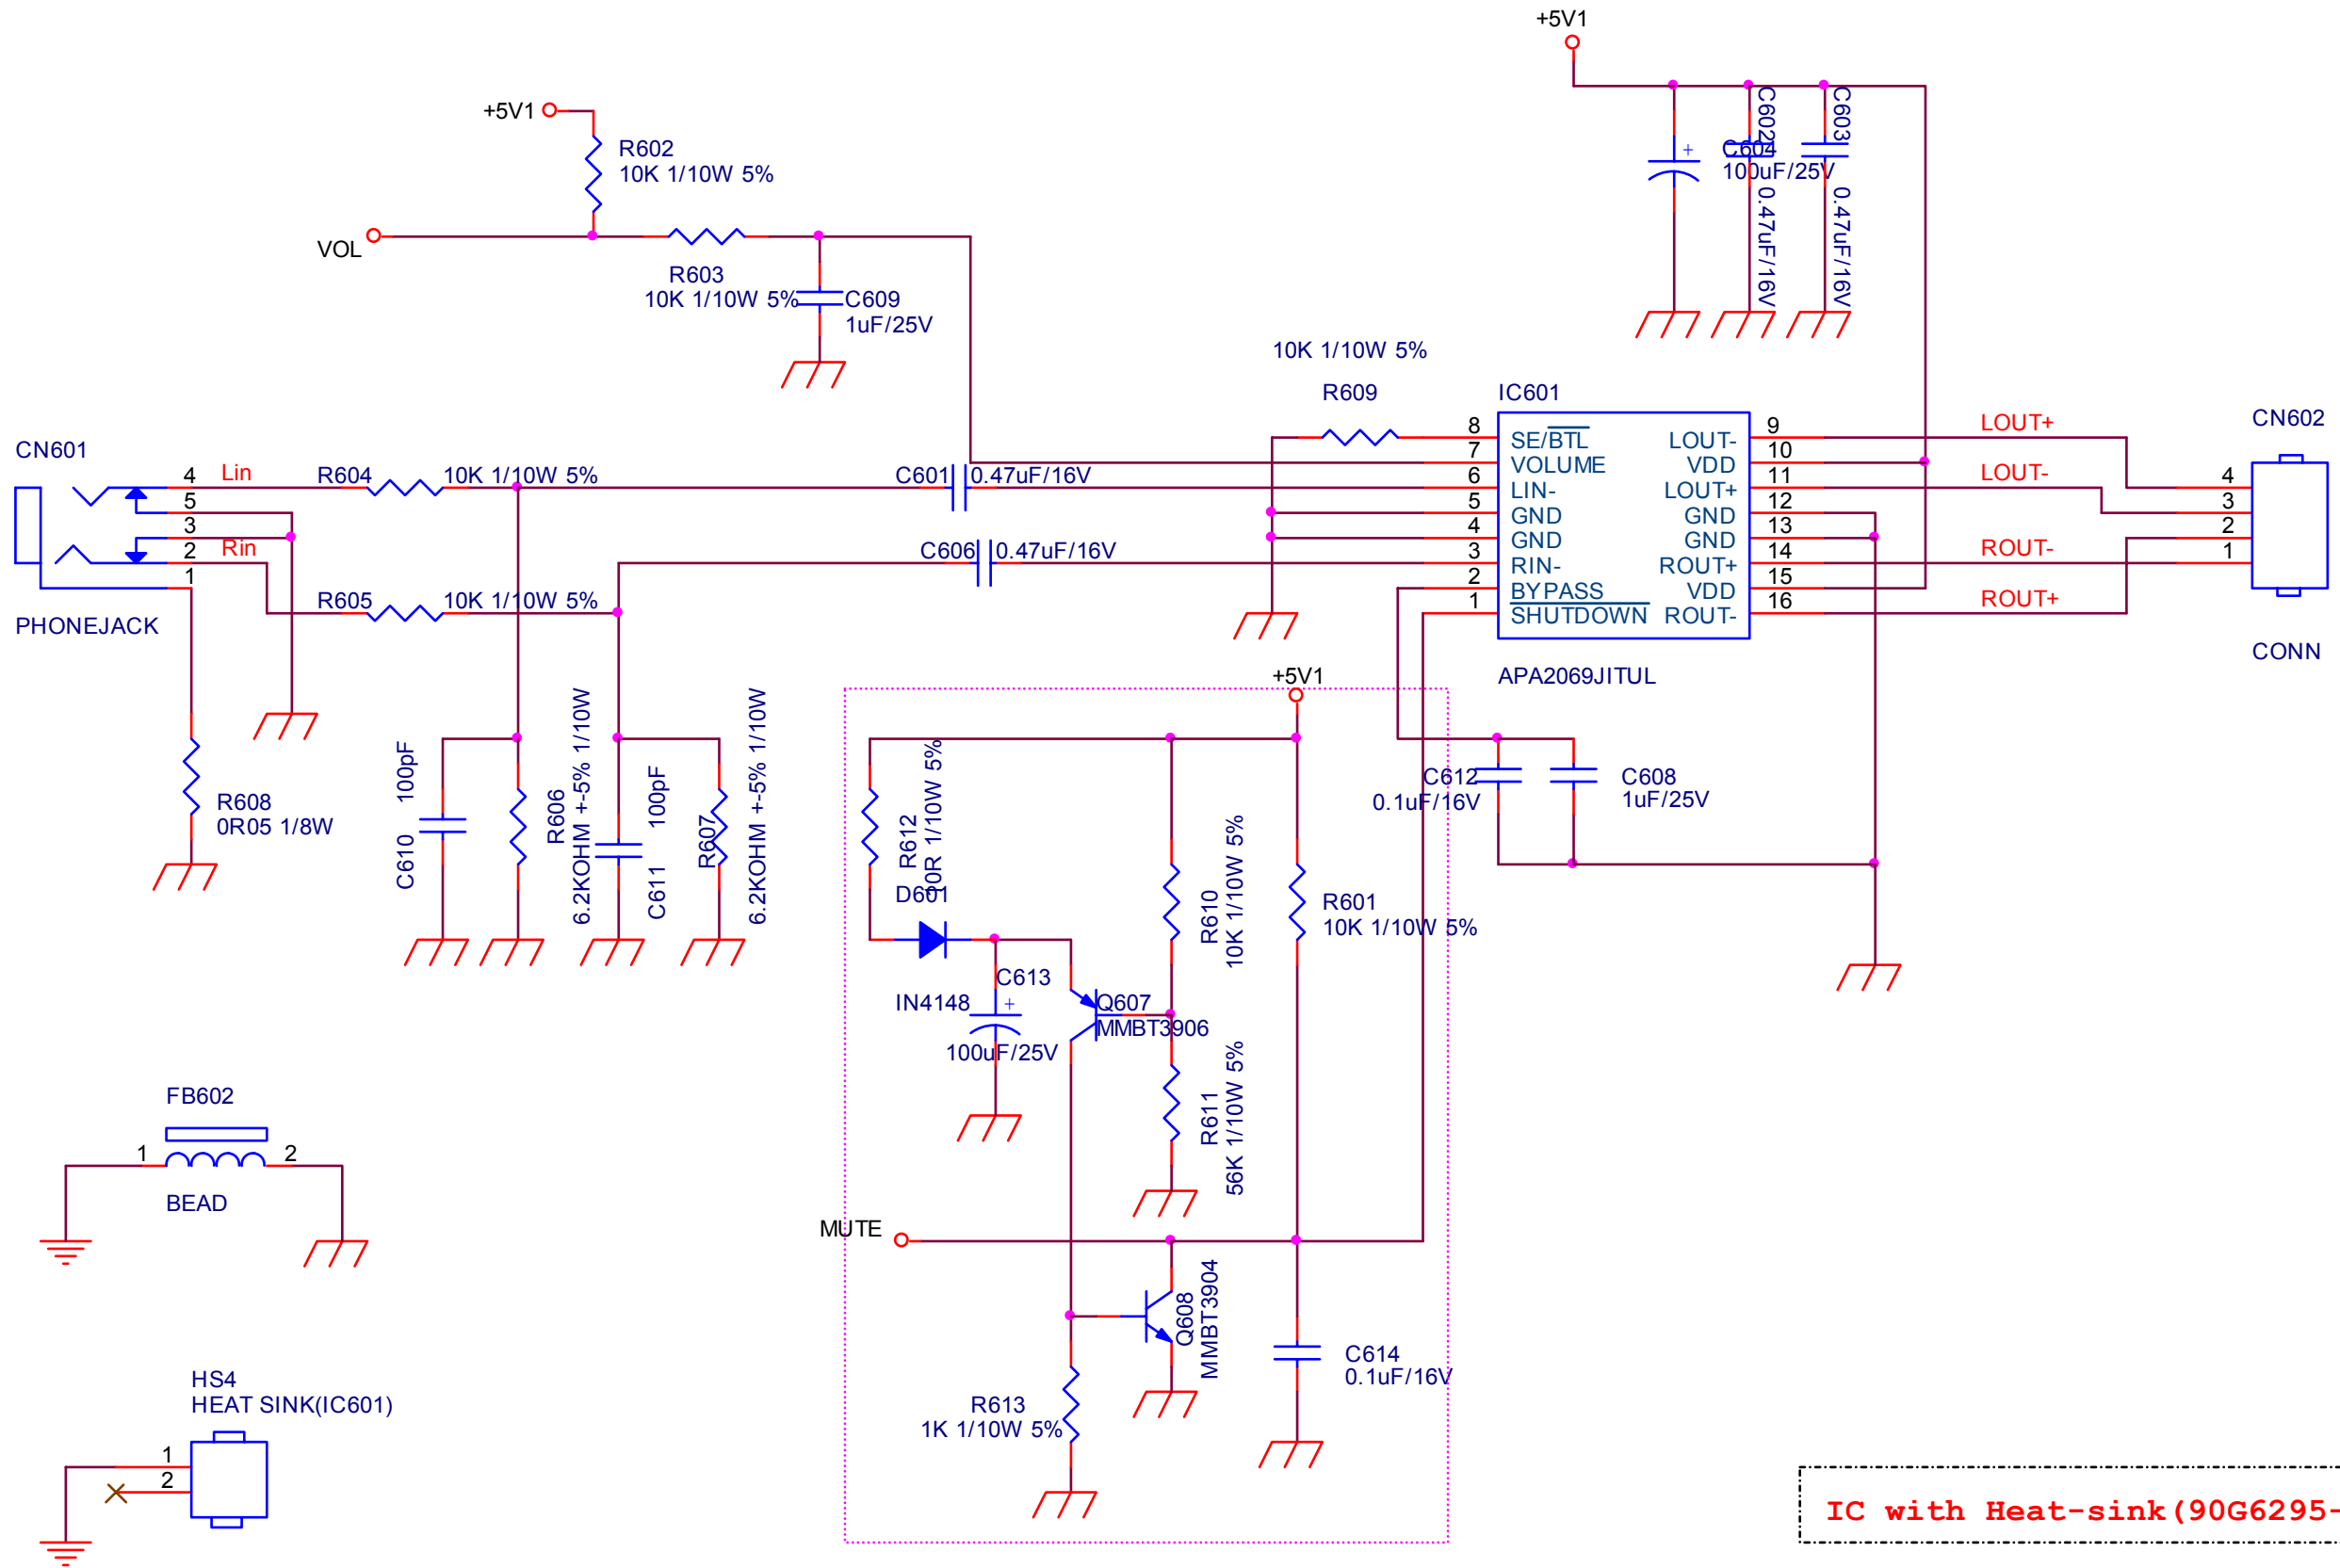 +5V1
+5V1
R602
10K 1/10W 5%
VOL
R603
10K 1/10W 5%
C609
1uF/25V
C602
0.47uF/16V
C603
0.47uF/16V
C604
100uF/25V
10K 1/10W 5%
R609
IC601
8
7
6
5
4
3
2
1
SE/BTL
VOLUME
LIN-
GND
GND
RIN-
BYPASS
SHUTDOWN
LOUT-
VDD
LOUT+
GND
GND
ROUT+
VDD
ROUT-
9
10
11
12
13
14
15
16
APA2069JITUL
LOUT+
LOUT-
ROUT-
ROUT+
CN602
4
3
2
1
CONN
CN601
4
5
3
2
1
Lin
Rin
PHONEJACK
R604
10K 1/10W 5%
C601
0.47uF/16V
C606
0.47uF/16V
R605
10K 1/10W 5%
R608
0R05 1/8W
C610
100pF
R606
6.2KOHM +-5% 1/10W
C611
100pF
R607
6.2KOHM +-5% 1/10W
+5V1
R612
1/10W 5%
D601
IN4148
C613
+
100uF/25V
Q607
MMBT3906
R610
10K 1/10W 5%
R611
56K 1/10W 5%
R601
10K 1/10W 5%
C612
0.1uF/16V
C608
1uF/25V
+
MUTE
Q608
MMBT3904
R613
1K 1/10W 5%
C614
0.1uF/16V
FB602
1
2
BEAD
HS4
HEAT SINK(IC601)
1
2
IC with Heat-sink(90G6295-